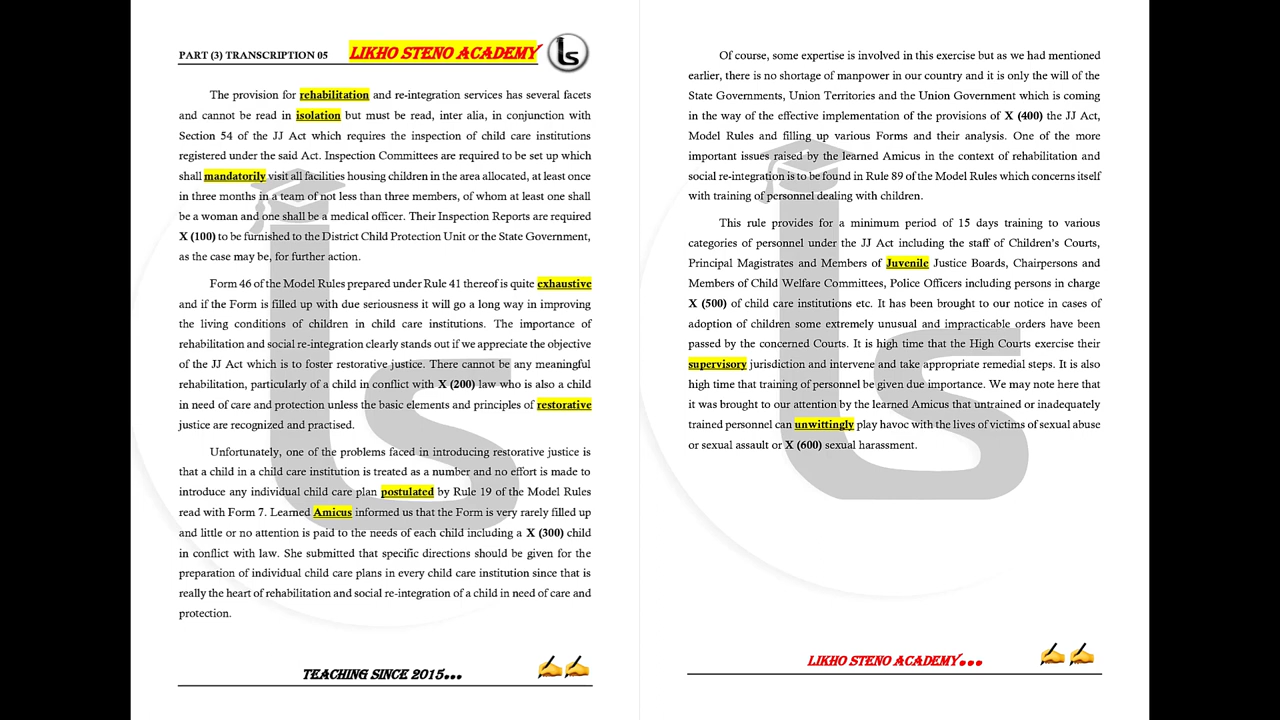 PART (3) TRANSCRIPTION 05 LIKHO STENO ACADEMY ls
The provision for rehabilitation and re-integration services has several facets
and cannot be read in isolation but must be read, inter alia, in conjunction with
Section 54 of the JJ Act which requires the inspection of child care institutions
registered under the said Act. Inspection Committees are required to be set up which
shall mandatorily visit all facilities housing children in the area allocated, at least once
in three months in a team of not less than three members, of whom at least one shall
be a woman and one shall be a medical officer. Their Inspection Reports are required
X (100) to be furnished to the District Child Protection Unit or the State Government,
as the case may be, for further action.
Form 46 of the Model Rules prepared under Rule 41 thereof is quite exhaustive
and if the Form is filled up with due seriousness it will go a long way in improving
the living conditions of children in child care institutions. The importance of
rehabilitation and social re-integration clearly stands out if we appreciate the objective
of the JJ Act which is to foster restorative justice. There cannot be any meaningful
rehabilitation, particularly of a child in conflict with X (200) law who is also a child
in need of care and protection unless the basic elements and principles of restorative
justice are recognized and practised.
Unfortunately, one of the problems faced in introducing restorative justice is
that a child in a child care institution is treated as a number and no effort is made to
introduce any individual child care plan postulated by Rule 19 of the Model Rules
read with Form 7. Learned Amicus informed us that the Form is very rarely filled up
and little or no attention is paid to the needs of each child including a X (300) child
in conflict with law. She submitted that specific directions should be given for the
preparation of individual child care plans in every child care institution since that is
really the heart of rehabilitation and social re-integration of a child in need of care and
protection.
TEACHING SINCE 2015...
Of course, some expertise is involved in this exercise but as we had mentioned
earlier, there is no shortage of manpower in our country and it is only the will of the
State Governments, Union Territories and the Union Government which is coming
in the way of the effective implementation of the provisions of X (400) the JJ Act,
Model Rules and filling up various Forms and their analysis. One of the more
important issues raised by the learned Amicus in the context of rehabilitation and
social re-integration is to be found in Rule 89 of the Model Rules which concerns itself
with training of personnel dealing with children.
This rule provides for a minimum period of 15 days training to various
categories of personnel under the JJ Act including the staff of Children's Courts,
Principal Magistrates and Members of Juvenile Justice Boards, Chairpersons and
Members of Child Welfare Committees, Police Officers including persons in charge
X (500) of child care institutions etc. It has been brought to our notice in cases of
adoption of children some extremely unusual and impracticable orders have been
passed by the concerned Courts. It is high time that the High Courts exercise their
supervisory jurisdiction and intervene and take appropriate remedial steps. It is also
high time that training of personnel be given due importance. We may note here that
it was brought to our attention by the learned Amicus that untrained or inadequately
trained personnel can unwittingly play havoc with the lives of victims of sexual abuse
or sexual assault or X (600) sexual harassment.
LIKHO STENO ACADEMY...